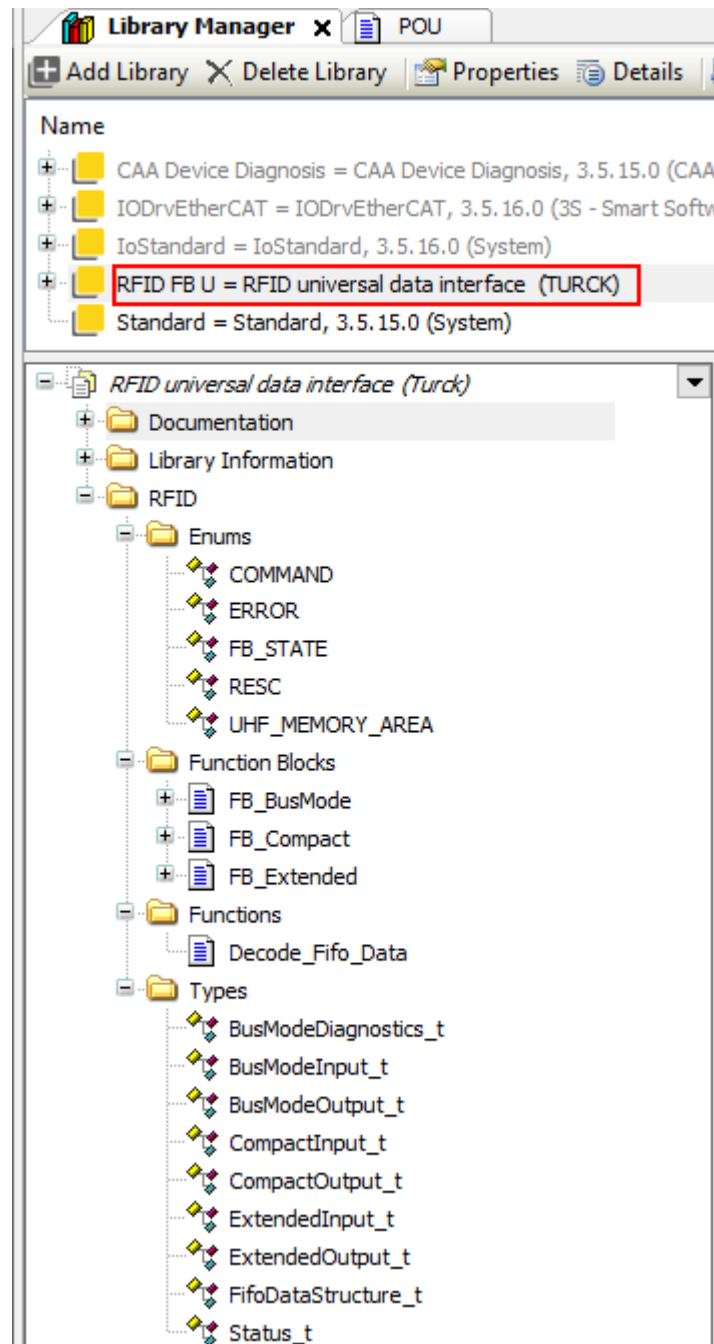 Library Manager x POU
Add Library Delete Library Properties Details
Name
CAA Device Diagnosis = CAA Device Diagnosis, 3.5.15.0 (CAA
IODrvEtherCAT = IODrvEtherCAT, 3.5.16.0 (3S - Smart Softw
IoStandard = IoStandard, 3.5.16.0 (System)
RFID FB U = RFID universal data interface (TURCK)
Standard = Standard, 3.5.15.0 (System)
RFID universal data interface (Turck)
Documentation
Library Information
RFID
Enums
COMMAND
ERROR
FB_STATE
RESC
UHF_MEMORY_AREA
Function Blocks
FB_BusMode
FB_Compact
FB_Extended
Functions
Decode_Fifo_Data
Types
BusModeDiagnostics_t
BusModeInput_t
BusModeOutput_t
CompactInput_t
CompactOutput_t
ExtendedInput_t
ExtendedOutput_t
FifoDataStructure_t
Status_t